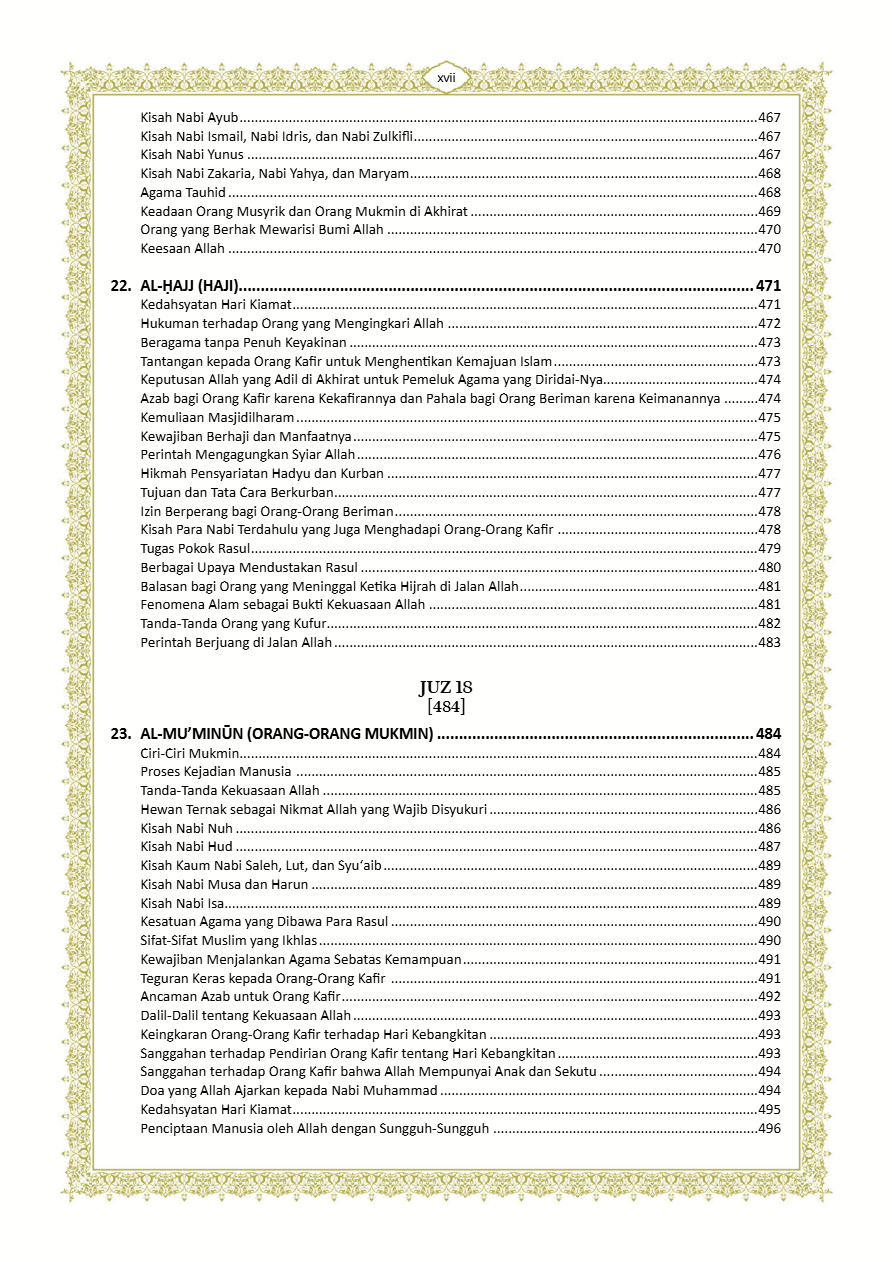 xvii
Kisah Nabi Ayub....................467
Kisah Nabi Ismail, Nabi Idris, dan Nabi Zulkifli....................467
Kisah Nabi Yunus ....................467
Kisah Nabi Zakaria, Nabi Yahya, dan Maryam....................468
Agama Tauhid ....................468
Keadaan Orang Musyrik dan Orang Mukmin di Akhirat ....................469
Orang yang Berhak Mewarisi Bumi Allah ....................470
Keesaan Allah ....................470
22. AL-ḤAJJ (HAJI)....................471
Kedahsyatan Hari Kiamat....................471
Hukuman terhadap Orang yang Mengingkari Allah ....................472
Beragama tanpa Penuh Keyakinan ....................473
Tantangan kepada Orang Kafir untuk Menghentikan Kemajuan Islam....................473
Keputusan Allah yang Adil di Akhirat untuk Pemeluk Agama yang Diridai-Nya....................474
Azab bagi Orang Kafir karena Kekafirannya dan Pahala bagi Orang Beriman karena Keimanannya .........474
Kemuliaan Masjidilharam....................475
Kewajiban Berhaji dan Manfaatnya....................475
Perintah Mengagungkan Syiar Allah....................476
Hikmah Pensyariatan Hadyu dan Kurban ....................477
Tujuan dan Tata Cara Berkurban....................477
Izin Berperang bagi Orang-Orang Beriman....................478
Kisah Para Nabi Terdahulu yang Juga Menghadapi Orang-Orang Kafir ....................478
Tugas Pokok Rasul....................479
Berbagai Upaya Mendustakan Rasul ....................480
Balasan bagi Orang yang Meninggal Ketika Hijrah di Jalan Allah....................481
Fenomena Alam sebagai Bukti Kekuasaan Allah ....................481
Tanda-Tanda Orang yang Kufur....................482
Perintah Berjuang di Jalan Allah....................483
JUZ 18
[484]
23. AL-MU’MINŪN (ORANG-ORANG MUKMIN) ....................484
Ciri-Ciri Mukmin....................484
Proses Kejadian Manusia ....................485
Tanda-Tanda Kekuasaan Allah ....................485
Hewan Ternak sebagai Nikmat Allah yang Wajib Disyukuri ....................486
Kisah Nabi Nuh ....................486
Kisah Nabi Hud ....................487
Kisah Kaum Nabi Saleh, Lut, dan Syu‘aib....................489
Kisah Nabi Musa dan Harun ....................489
Kisah Nabi Isa....................489
Kesatuan Agama yang Dibawa Para Rasul ....................490
Sifat-Sifat Muslim yang Ikhlas....................490
Kewajiban Menjalankan Agama Sebatas Kemampuan....................491
Teguran Keras kepada Orang-Orang Kafir ....................491
Ancaman Azab untuk Orang Kafir....................492
Dalil-Dalil tentang Kekuasaan Allah....................493
Keingkaran Orang-Orang Kafir terhadap Hari Kebangkitan ....................493
Sanggahan terhadap Pendirian Orang Kafir tentang Hari Kebangkitan ....................493
Sanggahan terhadap Orang Kafir bahwa Allah Mempunyai Anak dan Sekutu ....................494
Doa yang Allah Ajarkan kepada Nabi Muhammad ....................494
Kedahsyatan Hari Kiamat....................495
Penciptaan Manusia oleh Allah dengan Sungguh-Sungguh ....................496